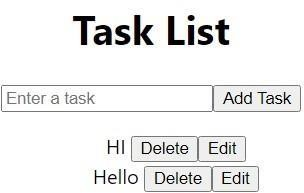 Task List
Enter a task Add Task
HI Delete Edit
Hello Delete Edit